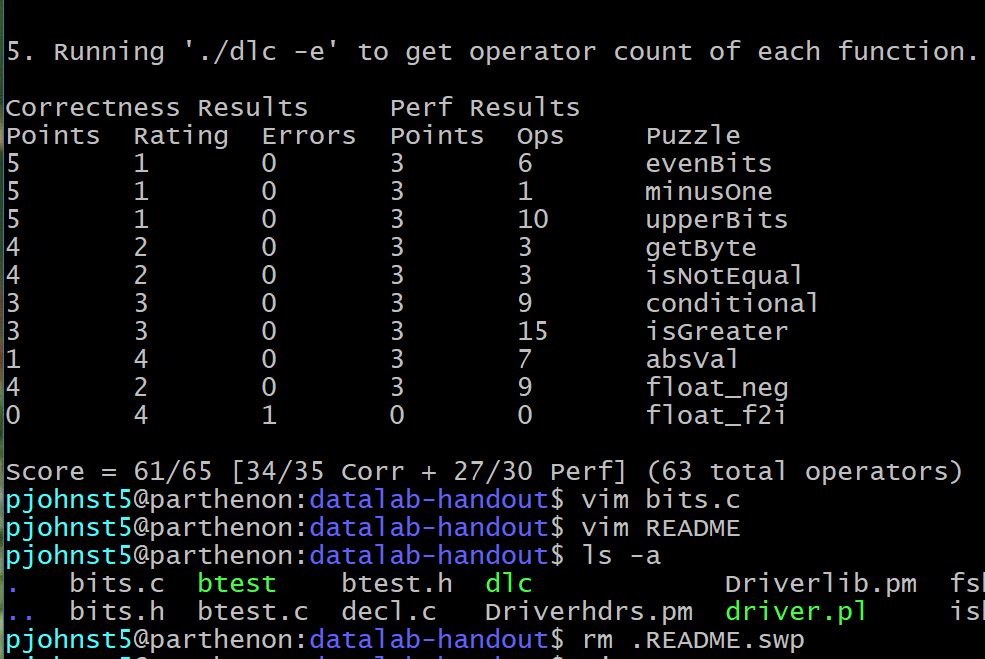 5. Running './dlc -e' to get operator count of each function.
Correctness Results Perf Results
Points Rating Errors Points Ops Puzzle
5 1 0 3 6 evenBits
5 1 0 3 1 minusOne
5 1 0 3 10 upperBits
4 2 0 3 3 getByte
4 2 0 3 3 isNotEqual
3 3 0 3 9 conditional
3 3 0 3 15 isGreater
1 4 0 3 7 absVal
4 2 0 3 9 float_neg
0 4 1 0 0 float_f2i
Score = 61/65 [34/35 Corr + 27/30 Perf] (63 total operators)
pjohnst5@parthenon:datalab-handout$ vim bits.c
pjohnst5@parthenon:datalab-handout$ vim README
pjohnst5@parthenon:datalab-handout$ ls -a
. bits.c btest btest.h dlc Driverlib.pm
.. bits.h btest.c decl.c Driverhdrs.pm driver.pl
pjohnst5@parthenon:datalab-handout$ rm .README.swp